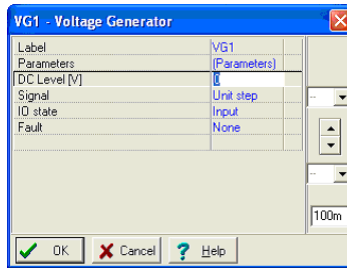 VG1 - Voltage Generator
Label VG1
Parameters (Parameters)
DC Level [V] 0
Signal Unit step
IO state Input
Fault None
--
--
100m
OK Cancel ? Help